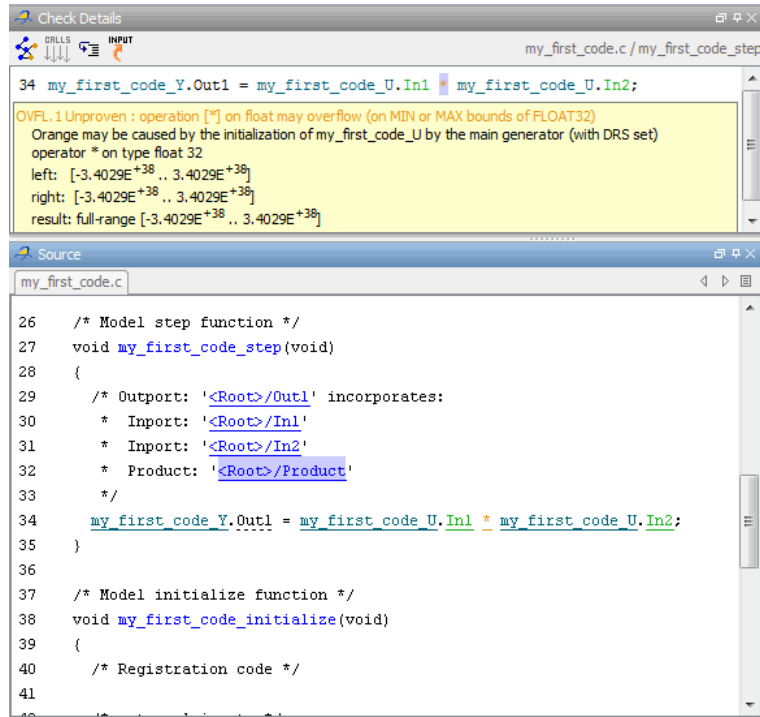 Check Details
CALLS INPUT
my_first_code.c / my_first_code_step
34 my_first_code_Y.Out1 = my_first_code_U.In1 * my_first_code_U.In2;
OVFL.1 Unproven : operation [*] on float may overflow (on MIN or MAX bounds of FLOAT32)
Orange may be caused by the initialization of my_first_code_U by the main generator (with DRS set)
operator * on type float 32
left: [-3.4029E+38 .. 3.4029E+38]
right: [-3.4029E+38 .. 3.4029E+38]
result: full-range [-3.4029E+38 .. 3.4029E+38]
Source
my_first_code.c
26 /* Model step function */
27 void my_first_code_step(void)
28 {
29 /* Outport: '<Root>/Out1' incorporates:
30 * Inport: '<Root>/In1'
31 * Inport: '<Root>/In2'
32 * Product: '<Root>/Product'
33 */
34 my_first_code_Y.Out1 = my_first_code_U.In1 * my_first_code_U.In2;
35 }
36
37 /* Model initialize function */
38 void my_first_code_initialize(void)
39 {
40 /* Registration code */
41